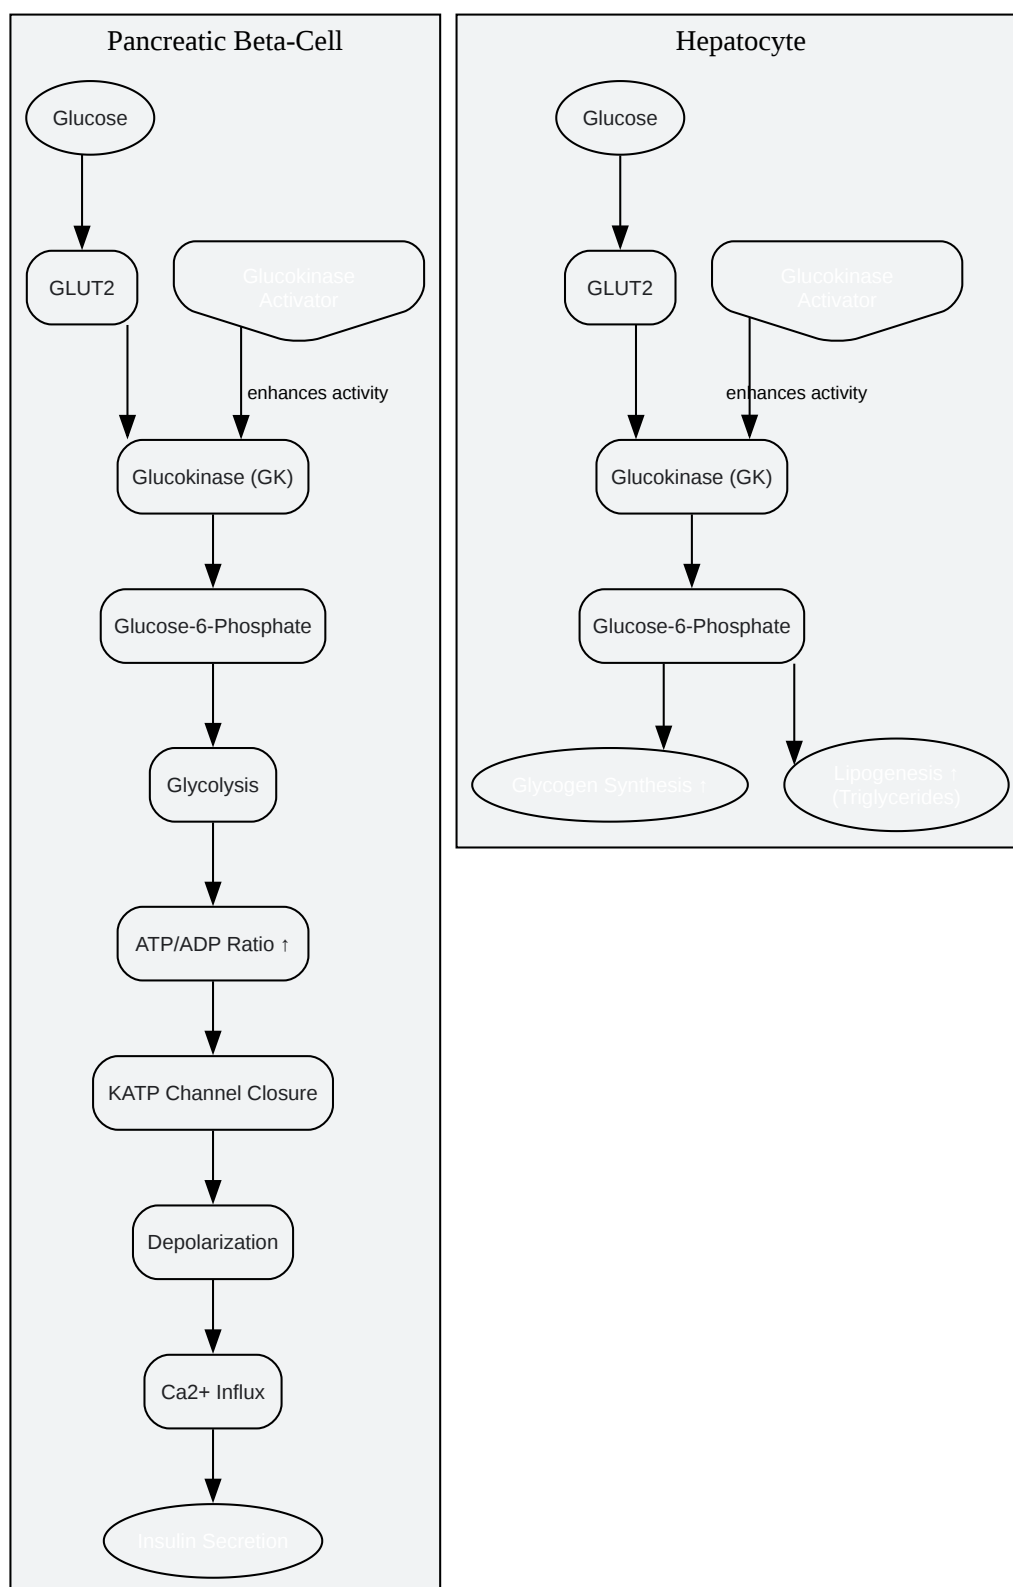 Pancreatic Beta-Cell
Glucose
GLUT2
Glucokinase
Activator
enhances activity
Glucokinase (GK)
Glucose-6-Phosphate
Glycolysis
ATP/ADP Ratio ↑
KATP Channel Closure
Depolarization
Ca2+ Influx
Insulin Secretion
Hepatocyte
Glucose
GLUT2
Glucokinase
Activator
enhances activity
Glucokinase (GK)
Glucose-6-Phosphate
Glycogen Synthesis ↑
Lipogenesis ↑
(Triglycerides)